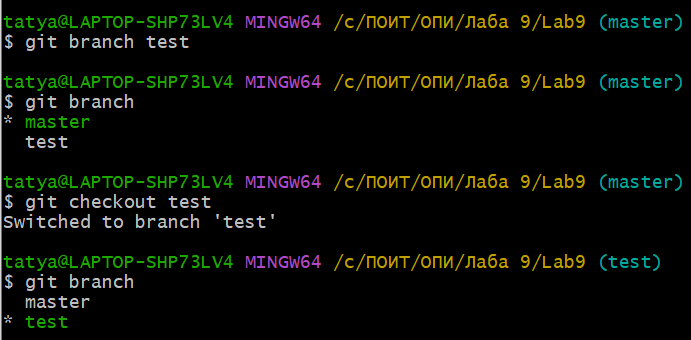 tatya@LAPTOP-SHP73LV4 MINGW64 /c/ПОИТ/ОПИ/Лаба 9/Lab9 (master)
$ git branch test
tatya@LAPTOP-SHP73LV4 MINGW64 /c/ПОИТ/ОПИ/Лаба 9/Lab9 (master)
$ git branch
* master
  test
tatya@LAPTOP-SHP73LV4 MINGW64 /c/ПОИТ/ОПИ/Лаба 9/Lab9 (master)
$ git checkout test
Switched to branch 'test'
tatya@LAPTOP-SHP73LV4 MINGW64 /c/ПОИТ/ОПИ/Лаба 9/Lab9 (test)
$ git branch
  master
* test